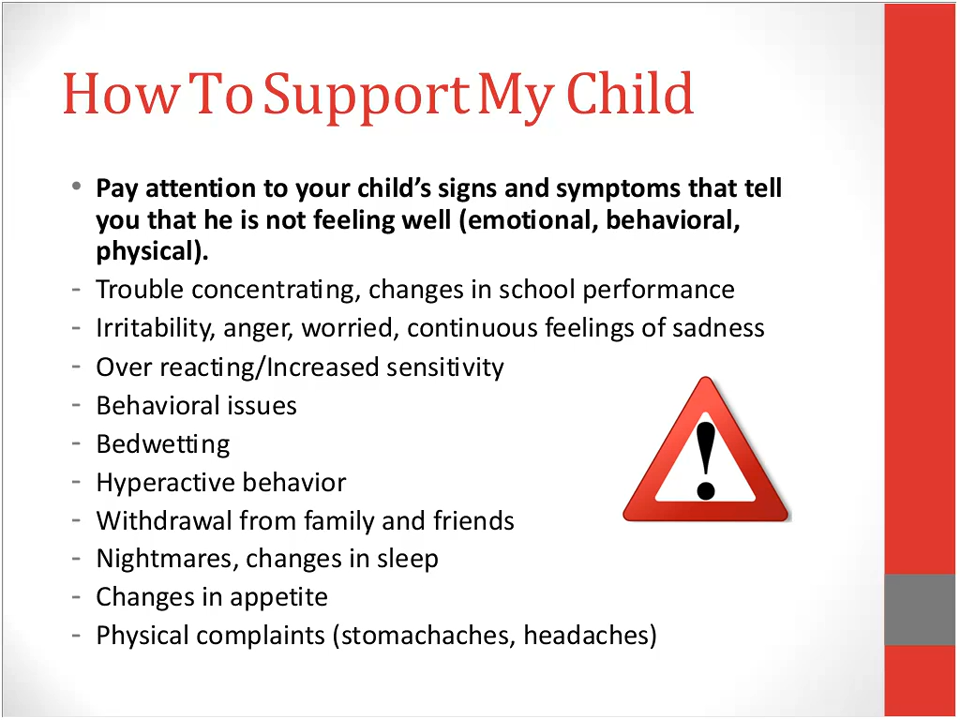 How To Support My Child
• Pay attention to your child’s signs and symptoms that tell
you that he is not feeling well (emotional, behavioral,
physical).
- Trouble concentrating, changes in school performance
- Irritability, anger, worried, continuous feelings of sadness
- Over reacting/Increased sensitivity
- Behavioral issues
- Bedwetting
- Hyperactive behavior
- Withdrawal from family and friends
- Nightmares, changes in sleep
- Changes in appetite
- Physical complaints (stomachaches, headaches)